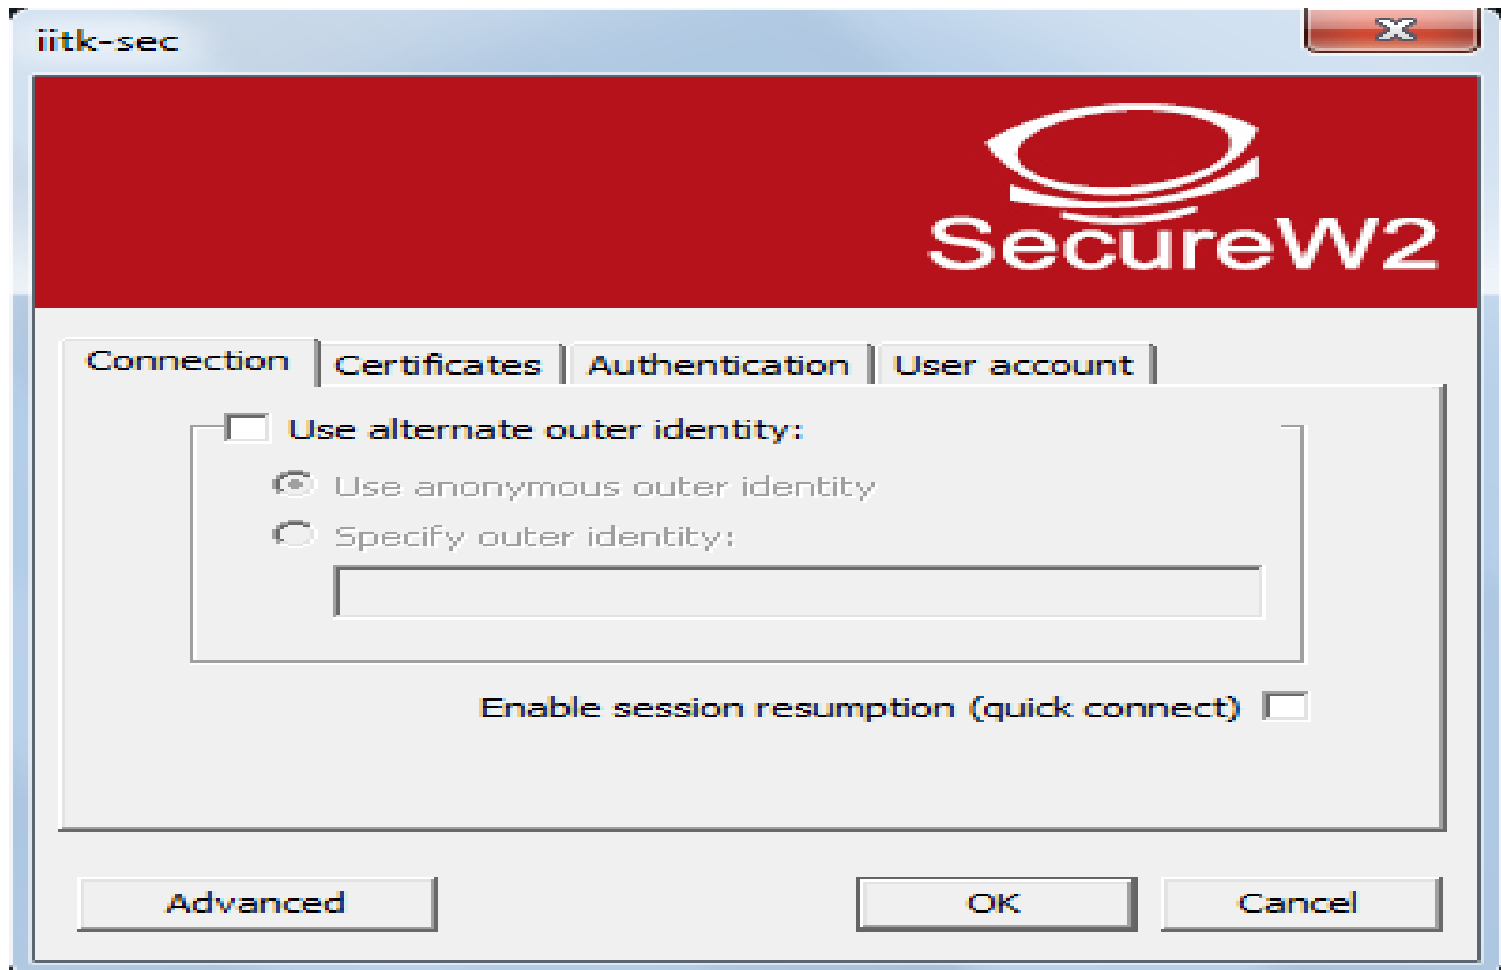 iitk-sec
SecureW2
Connection Certificates Authentication User account
Use alternate outer identity:
Use anonymous outer identity
Specify outer identity:
Enable session resumption (quick connect)
Advanced OK Cancel